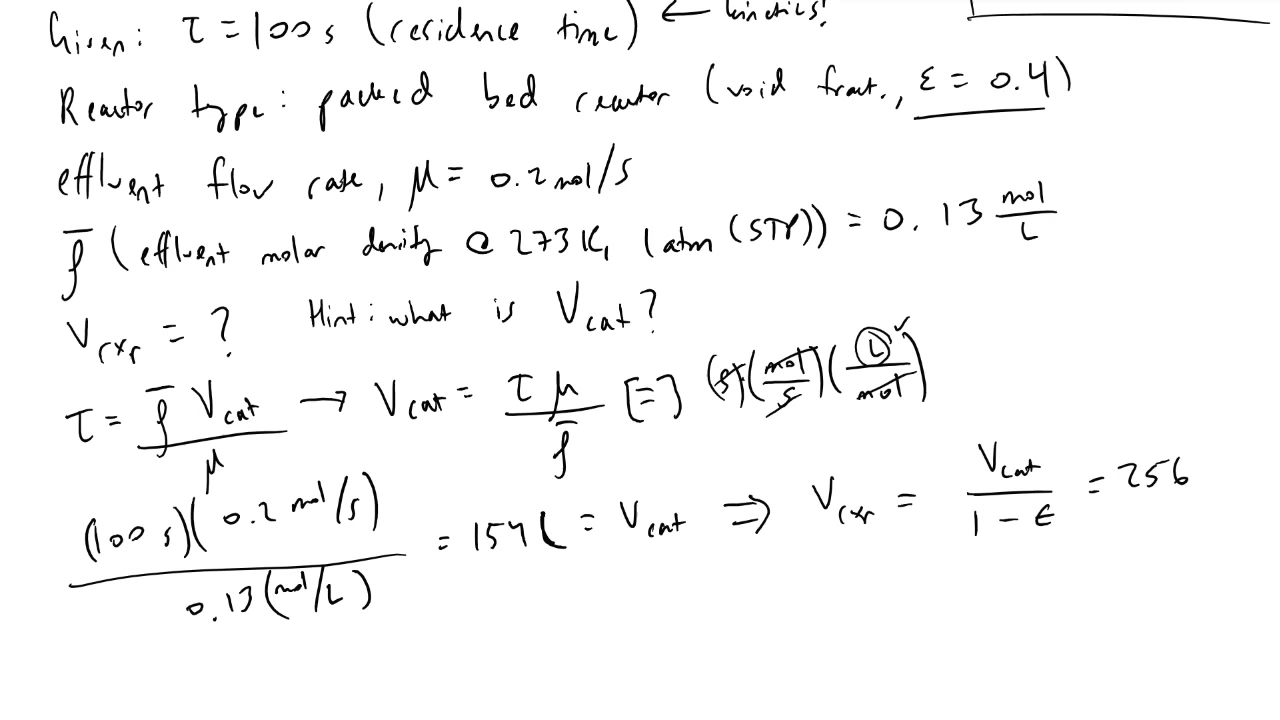 Given: τ = 100 s (residence time) ← kinetics!
Reactor type: packed bed reactor (void fract., ε = 0.4)
effluent flow rate, μ = 0.2 mol/s
ρ̄ (effluent molar density @ 273K, 1 atm (STP)) = 0.13 mol/L
V_rxr = ? Hint: what is V_cat?
τ = ρ̄ V_cat / μ → V_cat = τ μ / ρ̄ [=] (s)(mol/s)(L/mol) ✓
(100 s)(0.2 mol/s) / 0.13 (mol/L) = 154 L = V_cat ⇒ V_rxr = V_cat / (1 - ε) = 256